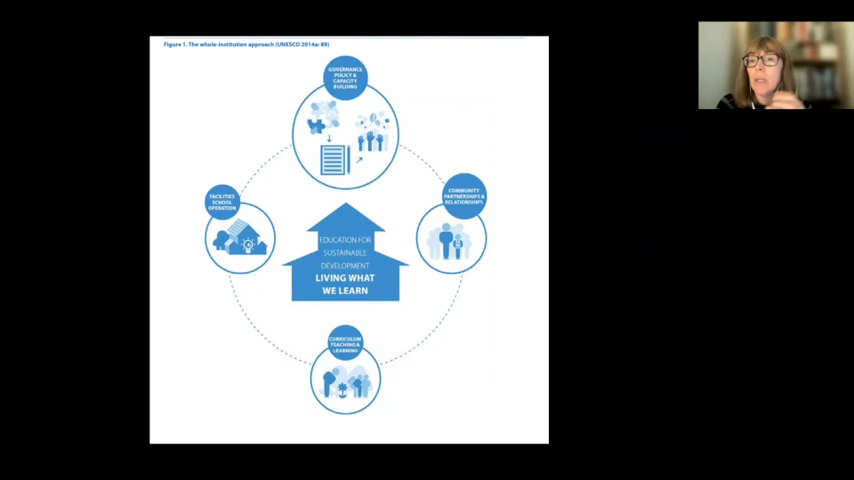 Figure 1. The whole-institution approach (UNESCO 2014a: 89)
GOVERNANCE
POLICY &
CAPACITY
BUILDING
FACILITIES
SCHOOL
OPERATION
COMMUNITY
PARTNERSHIPS &
RELATIONSHIPS
EDUCATION FOR
SUSTAINABLE
DEVELOPMENT
LIVING WHAT
WE LEARN
CURRICULUM
TEACHING &
LEARNING